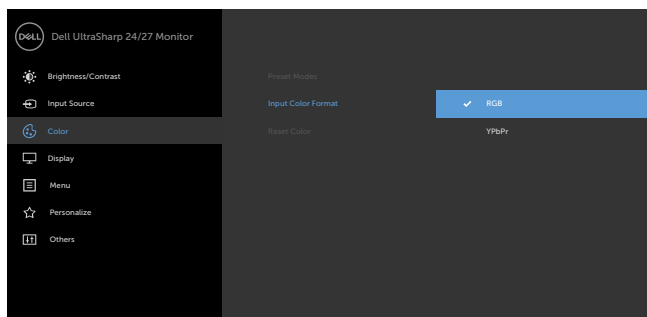 DELL Dell UltraSharp 24/27 Monitor
Brightness/Contrast
Input Source
Color
Display
Menu
Personalize
Others
Preset Modes
Input Color Format
Reset Color
RGB
YPbPr